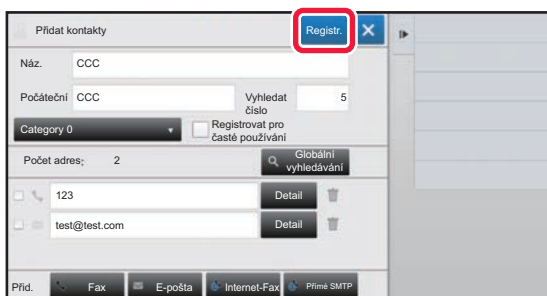 Přidat kontakty
Registr.
Náz. CCC
Počáteční CCC
Vyhledat
číslo
5
Category 0
Registrovat pro
časté používání
Počet adres: 2
Globální
vyhledávání
123 Detail
test@test.com Detail
Přid. Fax E-pošta Internet-Fax Přímé SMTP